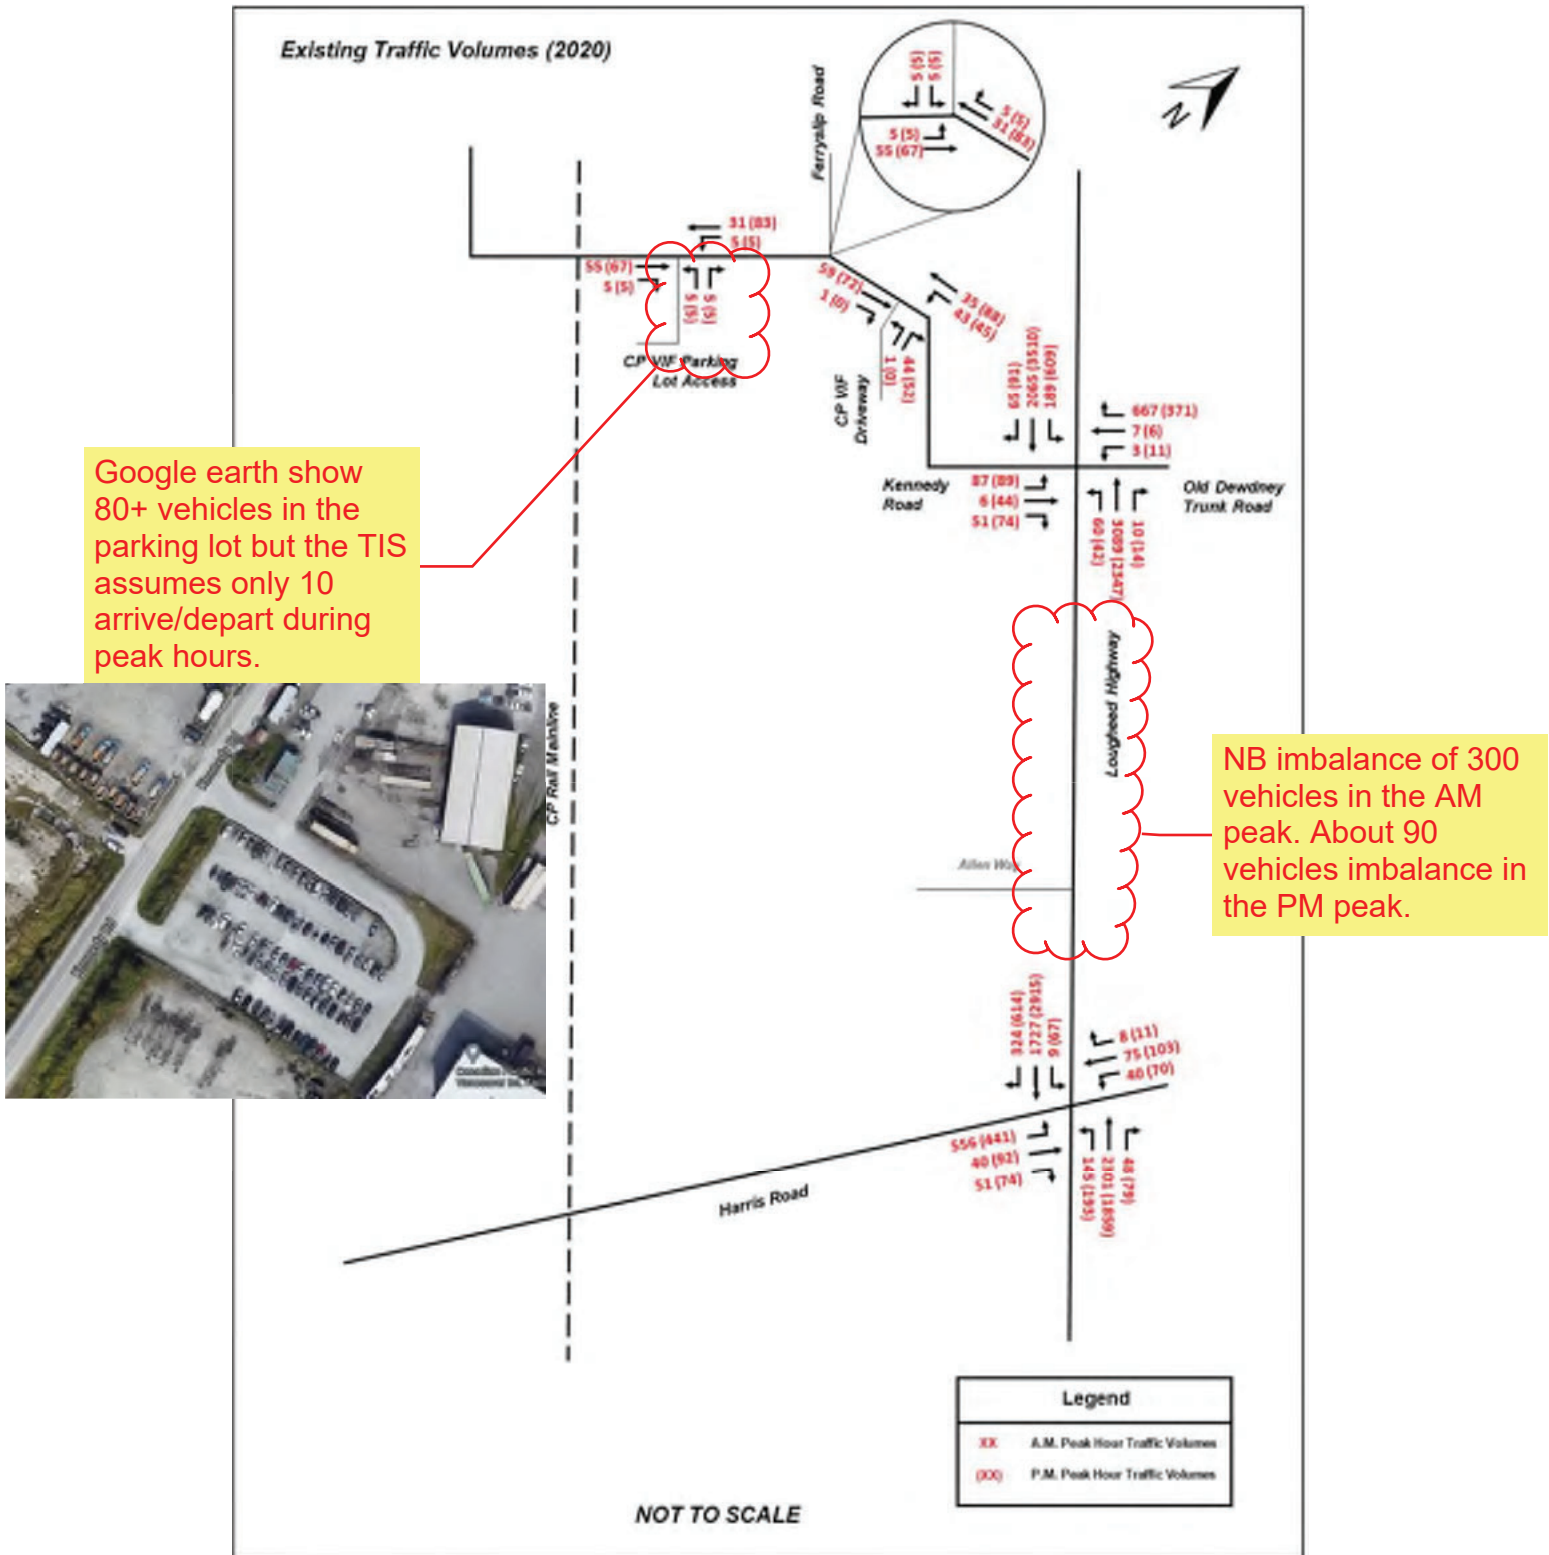 Existing Traffic Volumes (2020)
Ferryslip Road
N
5 (5)
5 (5)
5 (5)
31 (83)
5 (5)
55 (67)
31 (83)
5 (5)
55 (67)
5 (5)
5 (5)
5 (5)
CP VIF Parking
Lot Access
59 (72)
1 (0)
35 (88)
43 (45)
1 (0)
44 (52)
CP VIF
Driveway
65 (91)
2065 (3510)
189 (609)
667 (371)
7 (6)
3 (11)
Kennedy
Road
87 (89)
6 (44)
51 (74)
Old Dewdney
Trunk Road
60 (42)
3089 (2347)
10 (14)
Google earth show
80+ vehicles in the
parking lot but the TIS
assumes only 10
arrive/depart during
peak hours.
CP Rail Mainline
Lougheed Highway
NB imbalance of 300
vehicles in the AM
peak. About 90
vehicles imbalance in
the PM peak.
Allen Way
324 (614)
1727 (2915)
9 (67)
8 (11)
75 (103)
40 (70)
556 (441)
40 (92)
51 (74)
145 (193)
2301 (1859)
48 (79)
Harris Road
Legend
XX A.M. Peak Hour Traffic Volumes
(XX) P.M. Peak Hour Traffic Volumes
NOT TO SCALE